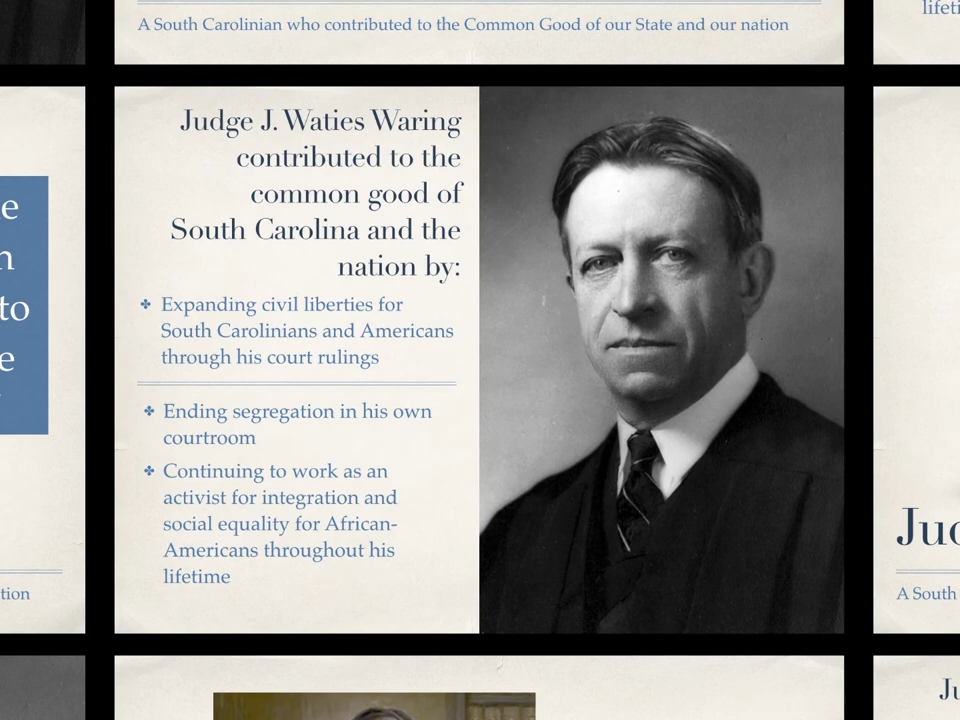 A South Carolinian who contributed to the Common Good of our State and our nation
Judge J. Waties Waring
contributed to the
common good of
South Carolina and the
nation by:
Expanding civil liberties for
South Carolinians and Americans
through his court rulings
Ending segregation in his own
courtroom
Continuing to work as an
activist for integration and
social equality for African-
Americans throughout his
lifetime
to
A South